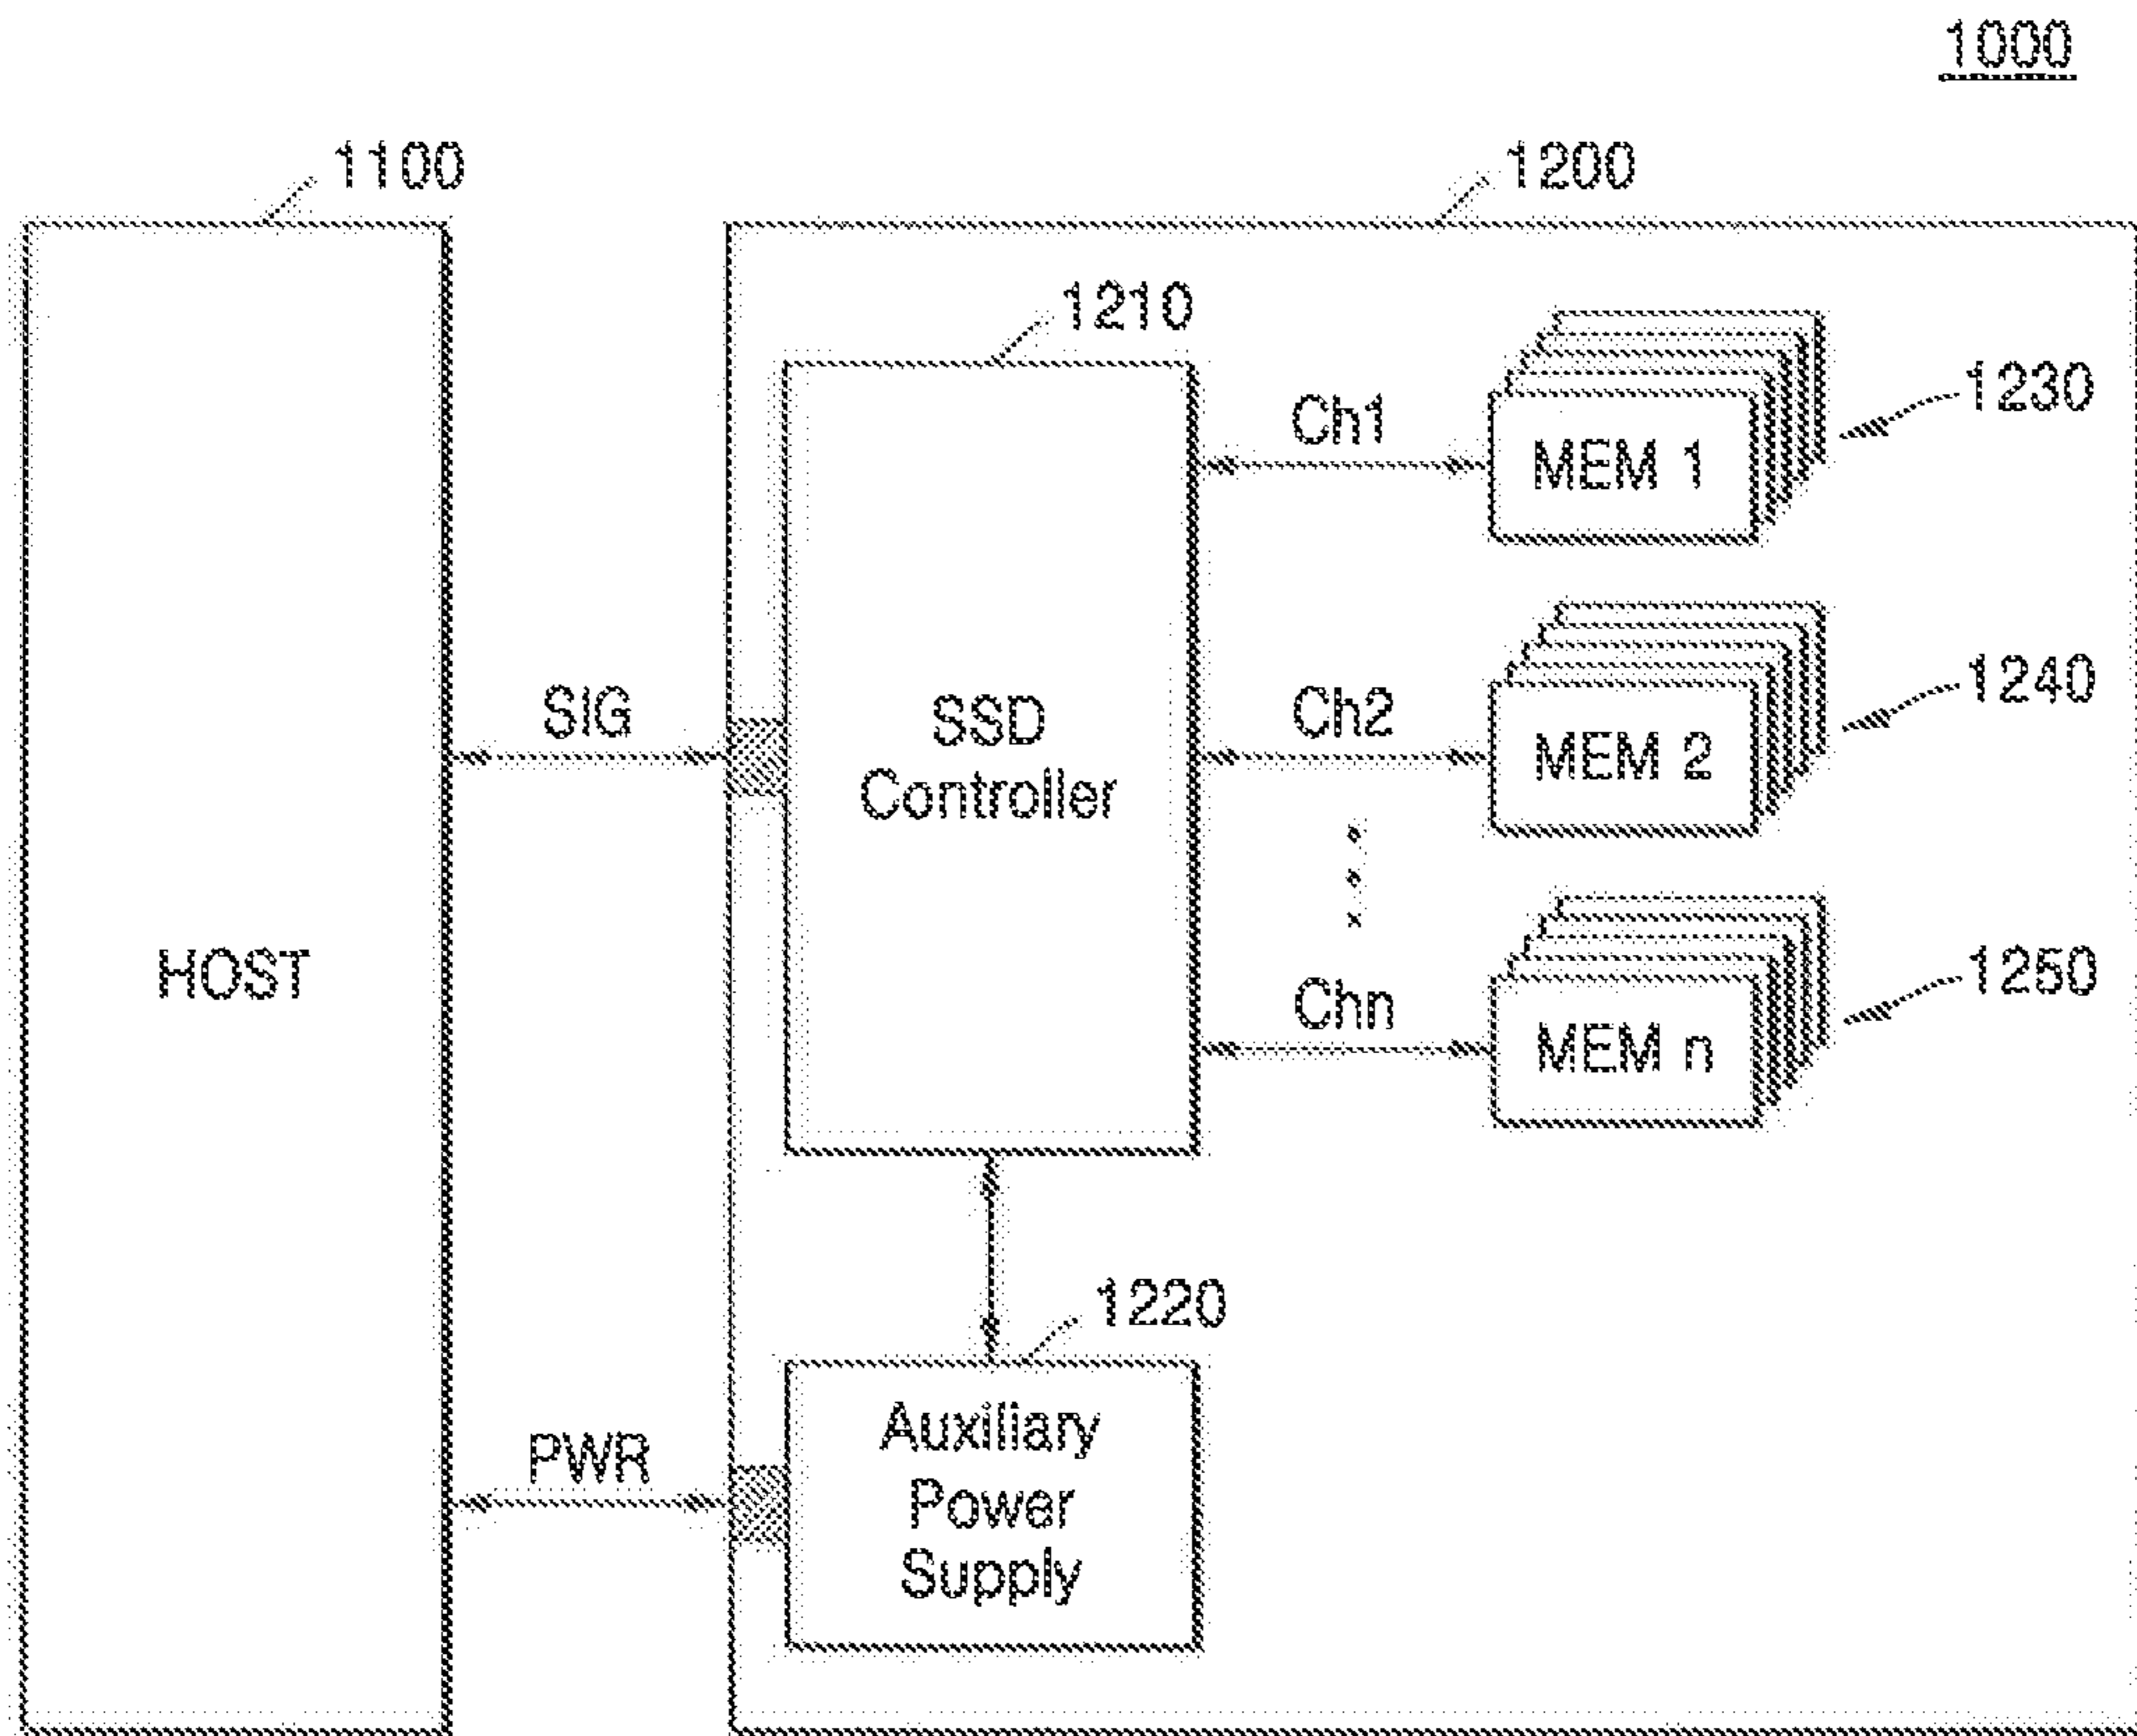 1000
1100
1200
1210
1230
Ch1
MEM 1
1240
SIG
SSD
Controller
Ch2
MEM 2
HOST
1250
Chn
MEM n
1220
PWR
Auxiliary
Power
Supply